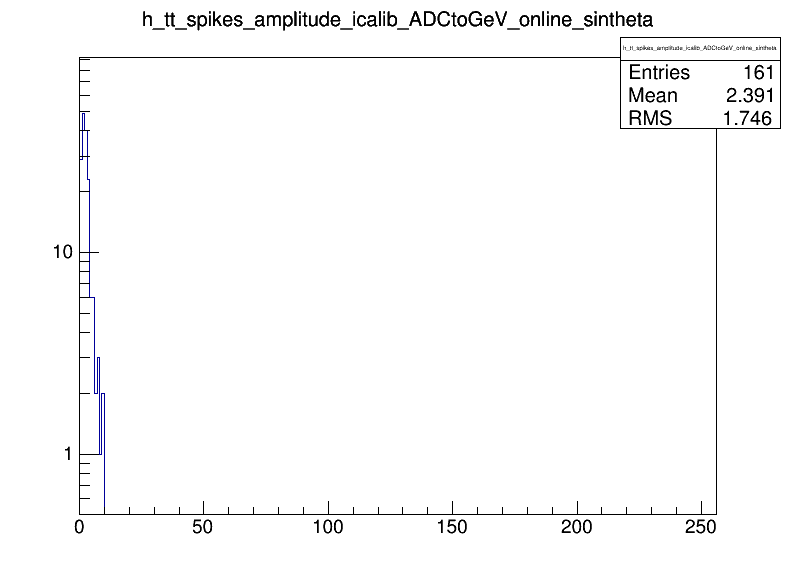 h_tt_spikes_amplitude_icalib_ADCtoGeV_online_sintheta
h_tt_spikes_amplitude_icalib_ADCtoGeV_online_sintheta
Entries 161
Mean 2.391
RMS 1.746
10
1
0 50 100 150 200 250